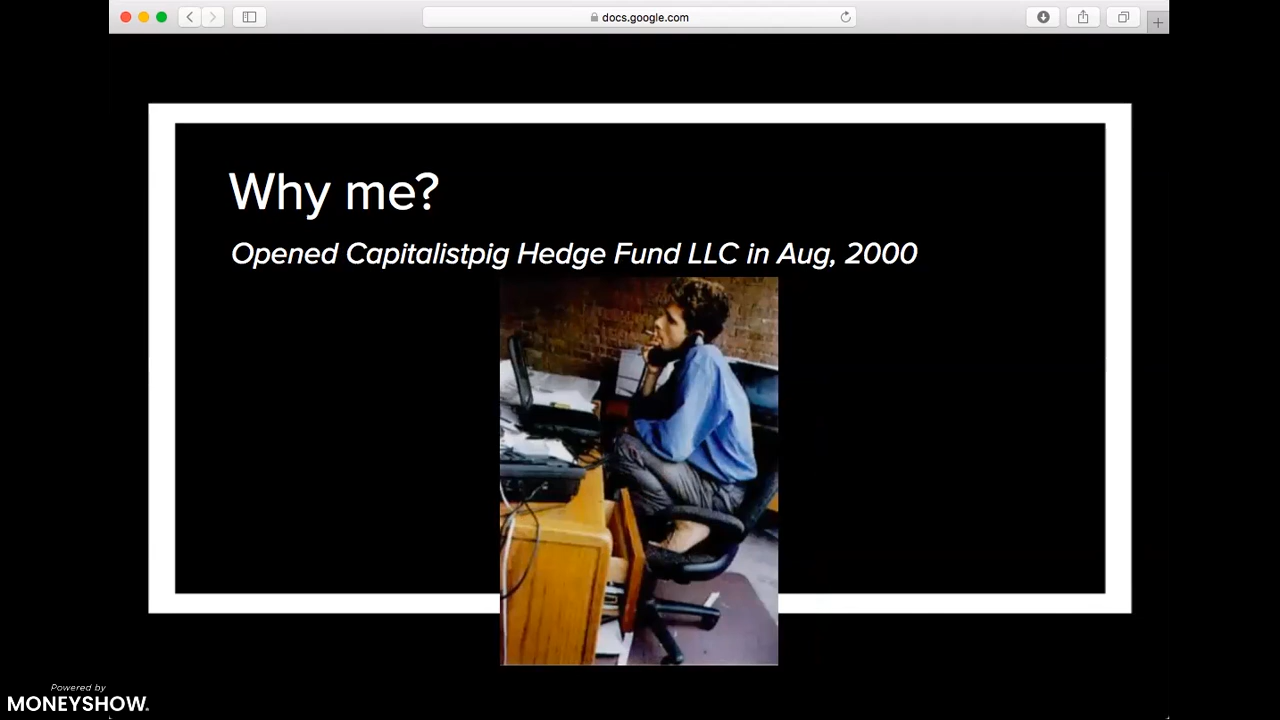 docs.google.com
Why me?
Opened Capitalistpig Hedge Fund LLC in Aug, 2000
Powered by
MONEYSHOW.